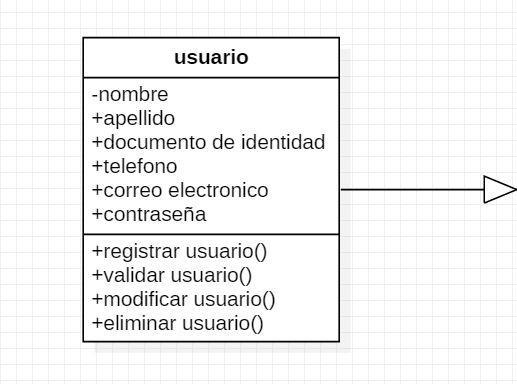 usuario
-nombre
+apellido
+documento de identidad
+telefono
+correo electronico
+contraseña
+registrar usuario()
+validar usuario()
+modificar usuario()
+eliminar usuario()